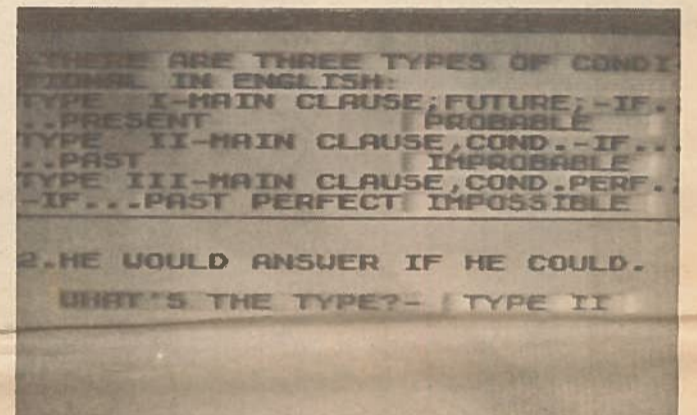 THERE ARE THREE TYPES OF CONDI
TIONAL IN ENGLISH:
TYPE I-MAIN CLAUSE;FUTURE;-IF.
..PRESENT PROBABLE
TYPE II-MAIN CLAUSE,COND.-IF...
..PAST IMPROBABLE
TYPE III-MAIN CLAUSE,COND.PERF..
-IF...PAST PERFECT IMPOSSIBLE
2.HE WOULD ANSWER IF HE COULD.
WHAT'S THE TYPE?- TYPE II